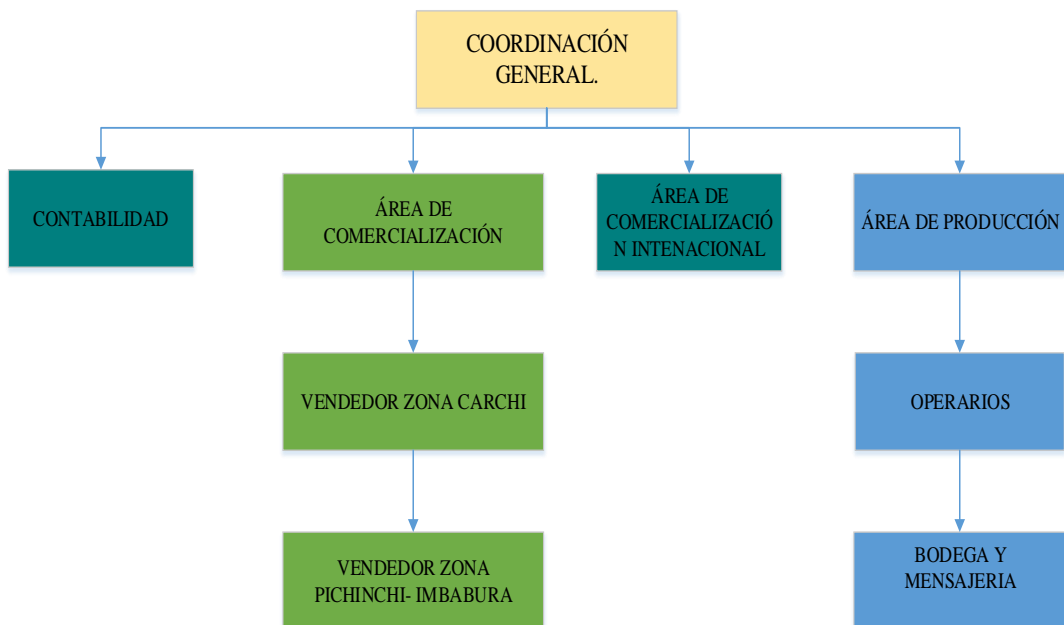 COORDINACIÓN
GENERAL.
CONTABILIDAD
ÁREA DE
COMERCIALIZACIÓN
ÁREA DE
COMERCIALIZACIÓ
N INTENACIONAL
ÁREA DE PRODUCCIÓN
VENDEDOR ZONA CARCHI
OPERARIOS
VENDEDOR ZONA
PICHINCHI- IMBABURA
BODEGA Y
MENSAJERIA